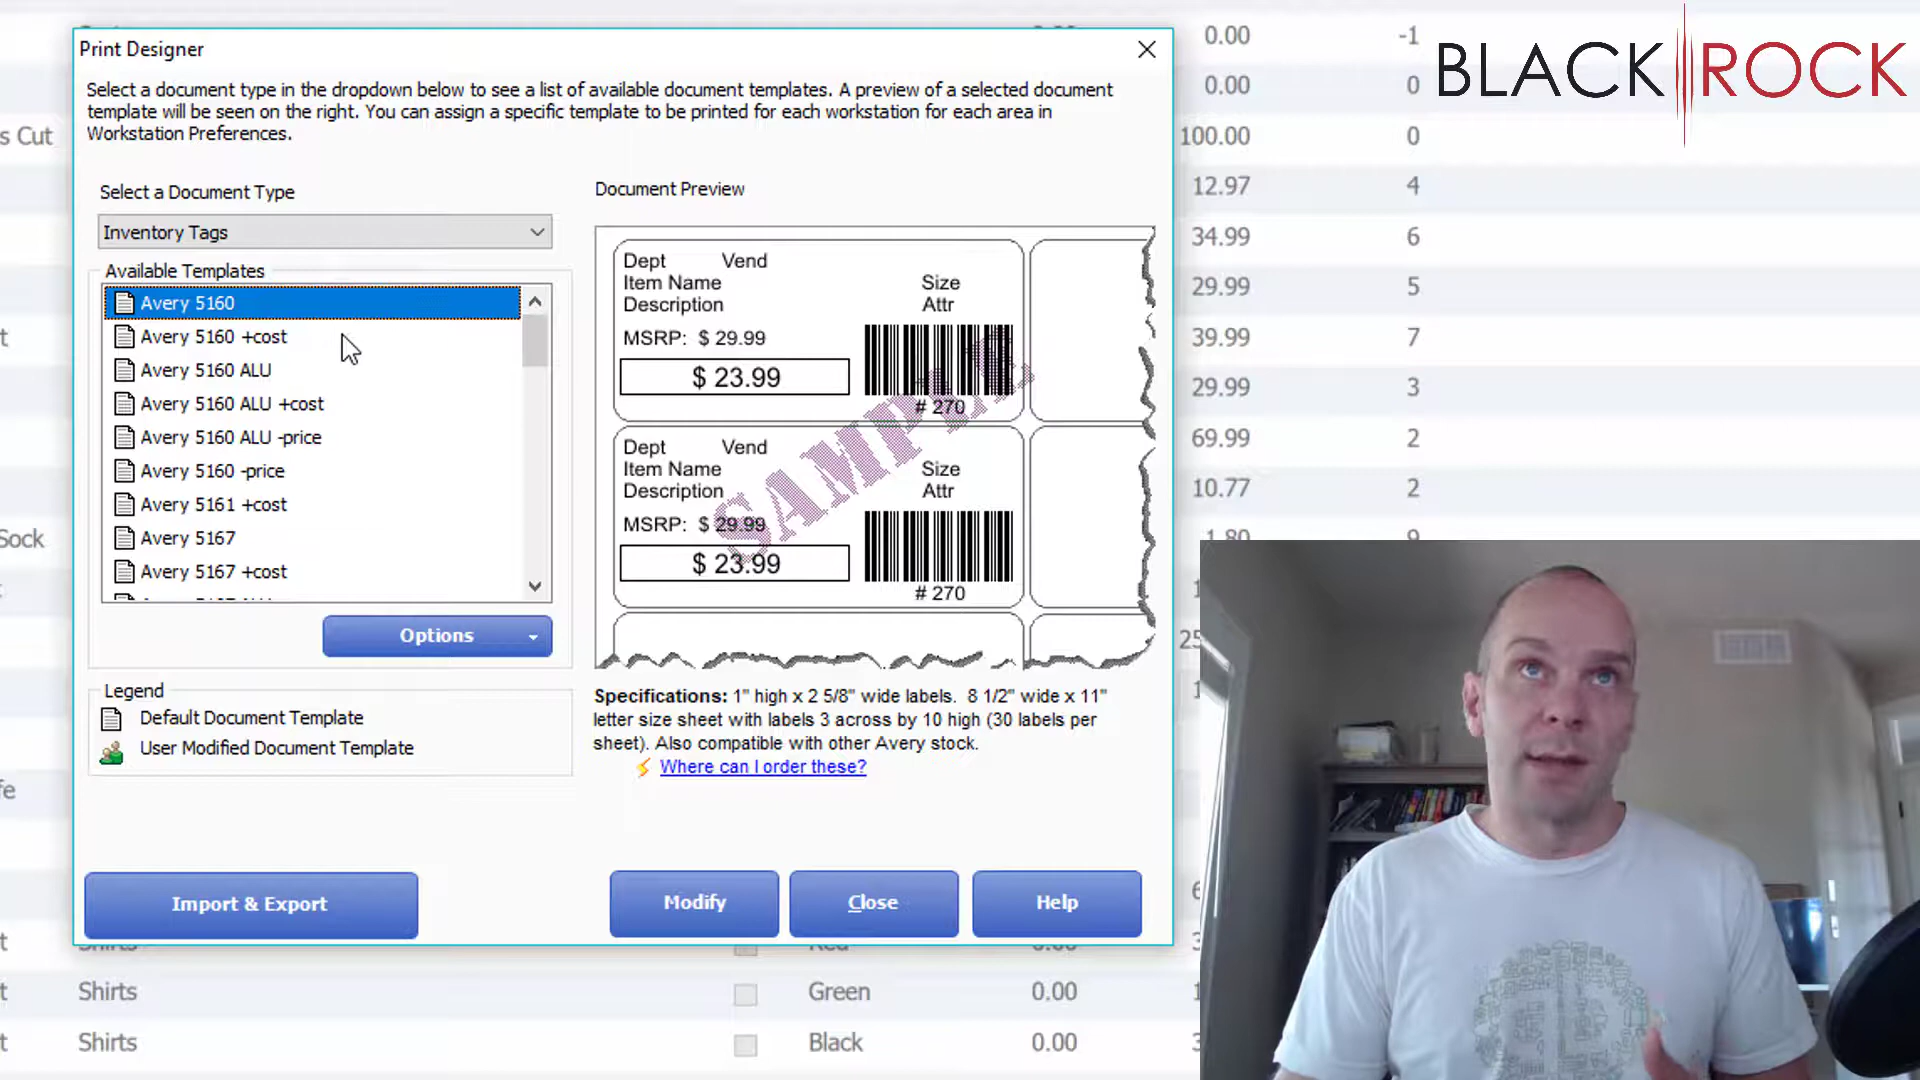 Print Designer
Select a document type in the dropdown below to see a list of available document templates. A preview of a selected document
template will be seen on the right. You can assign a specific template to be printed for each workstation for each area in
Workstation Preferences.
Select a Document Type
Inventory Tags
Available Templates
Avery 5160
Avery 5160 +cost
Avery 5160 ALU
Avery 5160 ALU +cost
Avery 5160 ALU -price
Avery 5160 -price
Avery 5161 +cost
Avery 5167
Avery 5167 +cost
Options
Legend
Default Document Template
User Modified Document Template
Import & Export
Document Preview
Dept Vend
Item Name Size
Description Attr
MSRP: $ 29.99
$ 23.99
# 270
Dept Vend
Item Name Size
Description Attr
MSRP: $ 29.99
$ 23.99
# 270
SAMPLE
Specifications: 1" high x 2 5/8" wide labels. 8 1/2" wide x 11"
letter size sheet with labels 3 across by 10 high (30 labels per
sheet). Also compatible with other Avery stock.
Where can I order these?
Modify
Close
Help
BLACK ROCK
0.00 -1
0.00 0
s Cut 100.00 0
12.97 4
34.99 6
29.99 5
t 39.99 7
29.99 3
69.99 2
10.77 2
Sock 1.80 9
25
fe
t Shirts Red
t Shirts Green 0.00
t Shirts Black 0.00